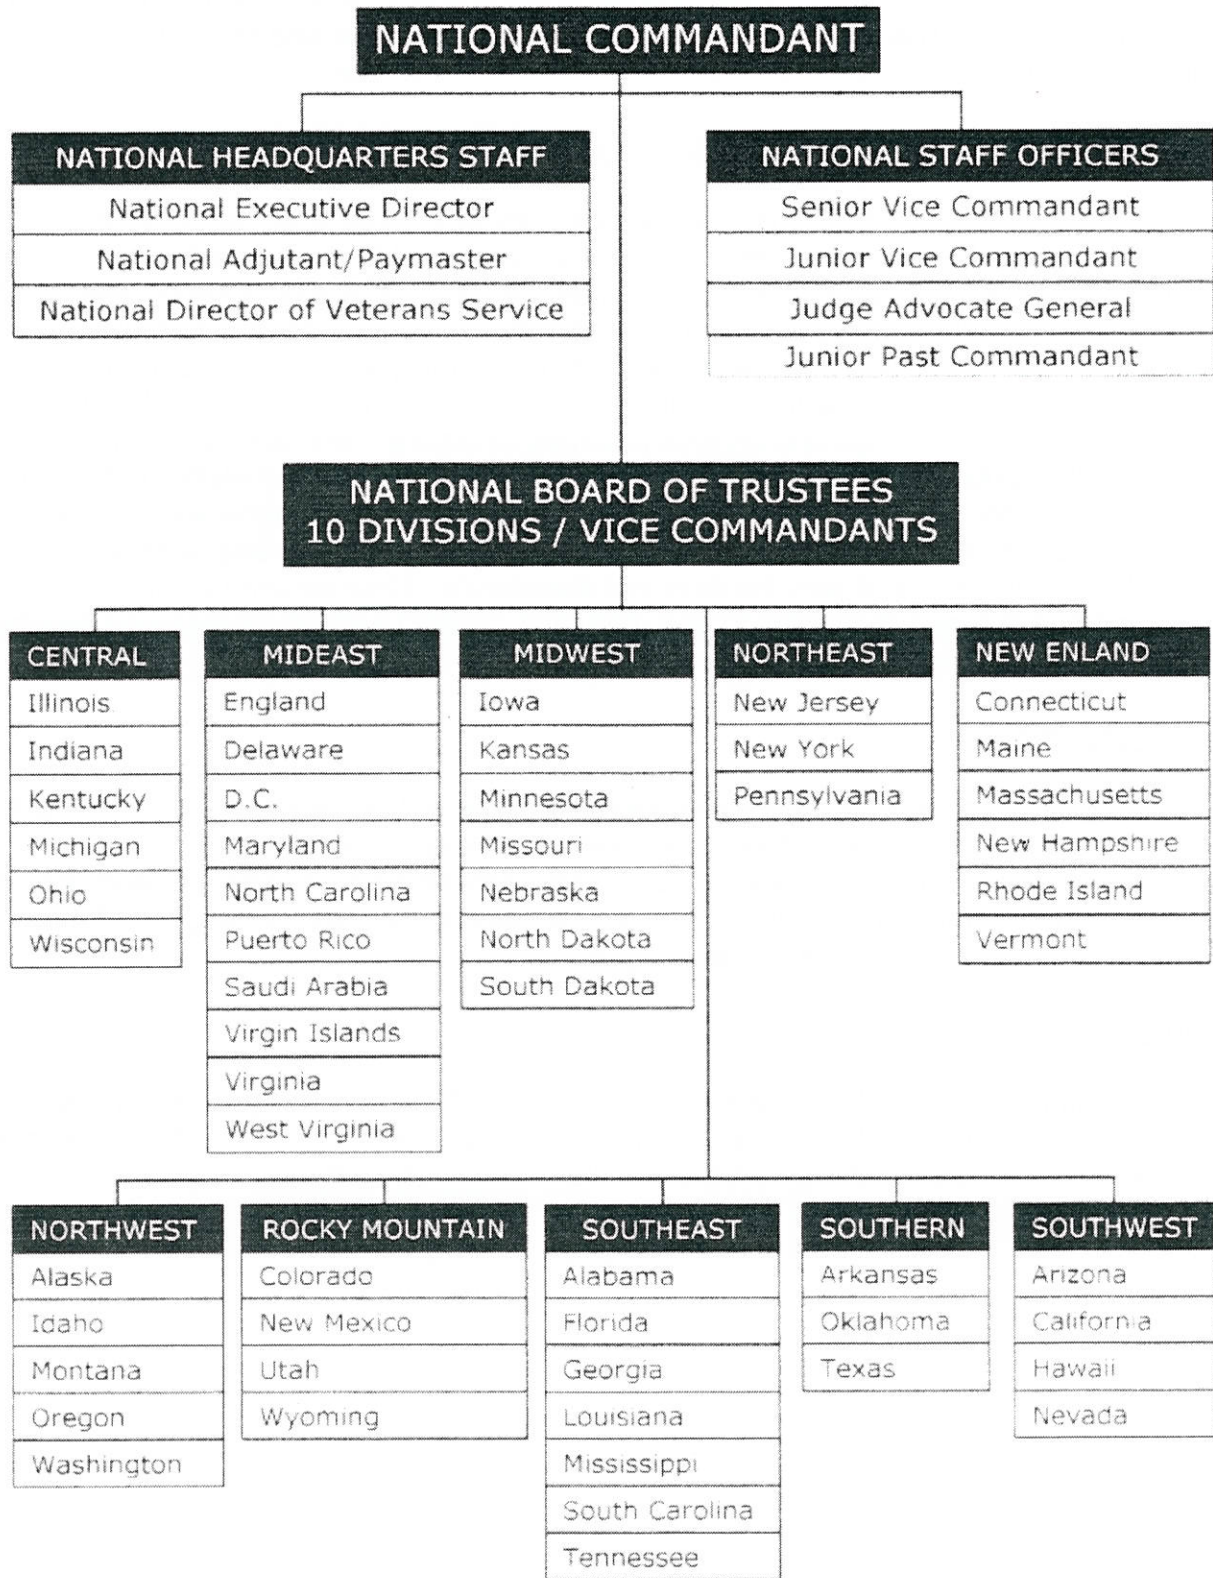 NATIONAL COMMANDANT
NATIONAL HEADQUARTERS STAFF
National Executive Director
National Adjutant/Paymaster
National Director of Veterans Service
NATIONAL STAFF OFFICERS
Senior Vice Commandant
Junior Vice Commandant
Judge Advocate General
Junior Past Commandant
NATIONAL BOARD OF TRUSTEES
10 DIVISIONS / VICE COMMANDANTS
CENTRAL
Illinois
Indiana
Kentucky
Michigan
Ohio
Wisconsin
MIDEAST
England
Delaware
D.C.
Maryland
North Carolina
Puerto Rico
Saudi Arabia
Virgin Islands
Virginia
West Virginia
MIDWEST
Iowa
Kansas
Minnesota
Missouri
Nebraska
North Dakota
South Dakota
NORTHEAST
New Jersey
New York
Pennsylvania
NEW ENLAND
Connecticut
Maine
Massachusetts
New Hampshire
Rhode Island
Vermont
NORTHWEST
Alaska
Idaho
Montana
Oregon
Washington
ROCKY MOUNTAIN
Colorado
New Mexico
Utah
Wyoming
SOUTHEAST
Alabama
Florida
Georgia
Louisiana
Mississippi
South Carolina
Tennessee
SOUTHERN
Arkansas
Oklahoma
Texas
SOUTHWEST
Arizona
California
Hawaii
Nevada